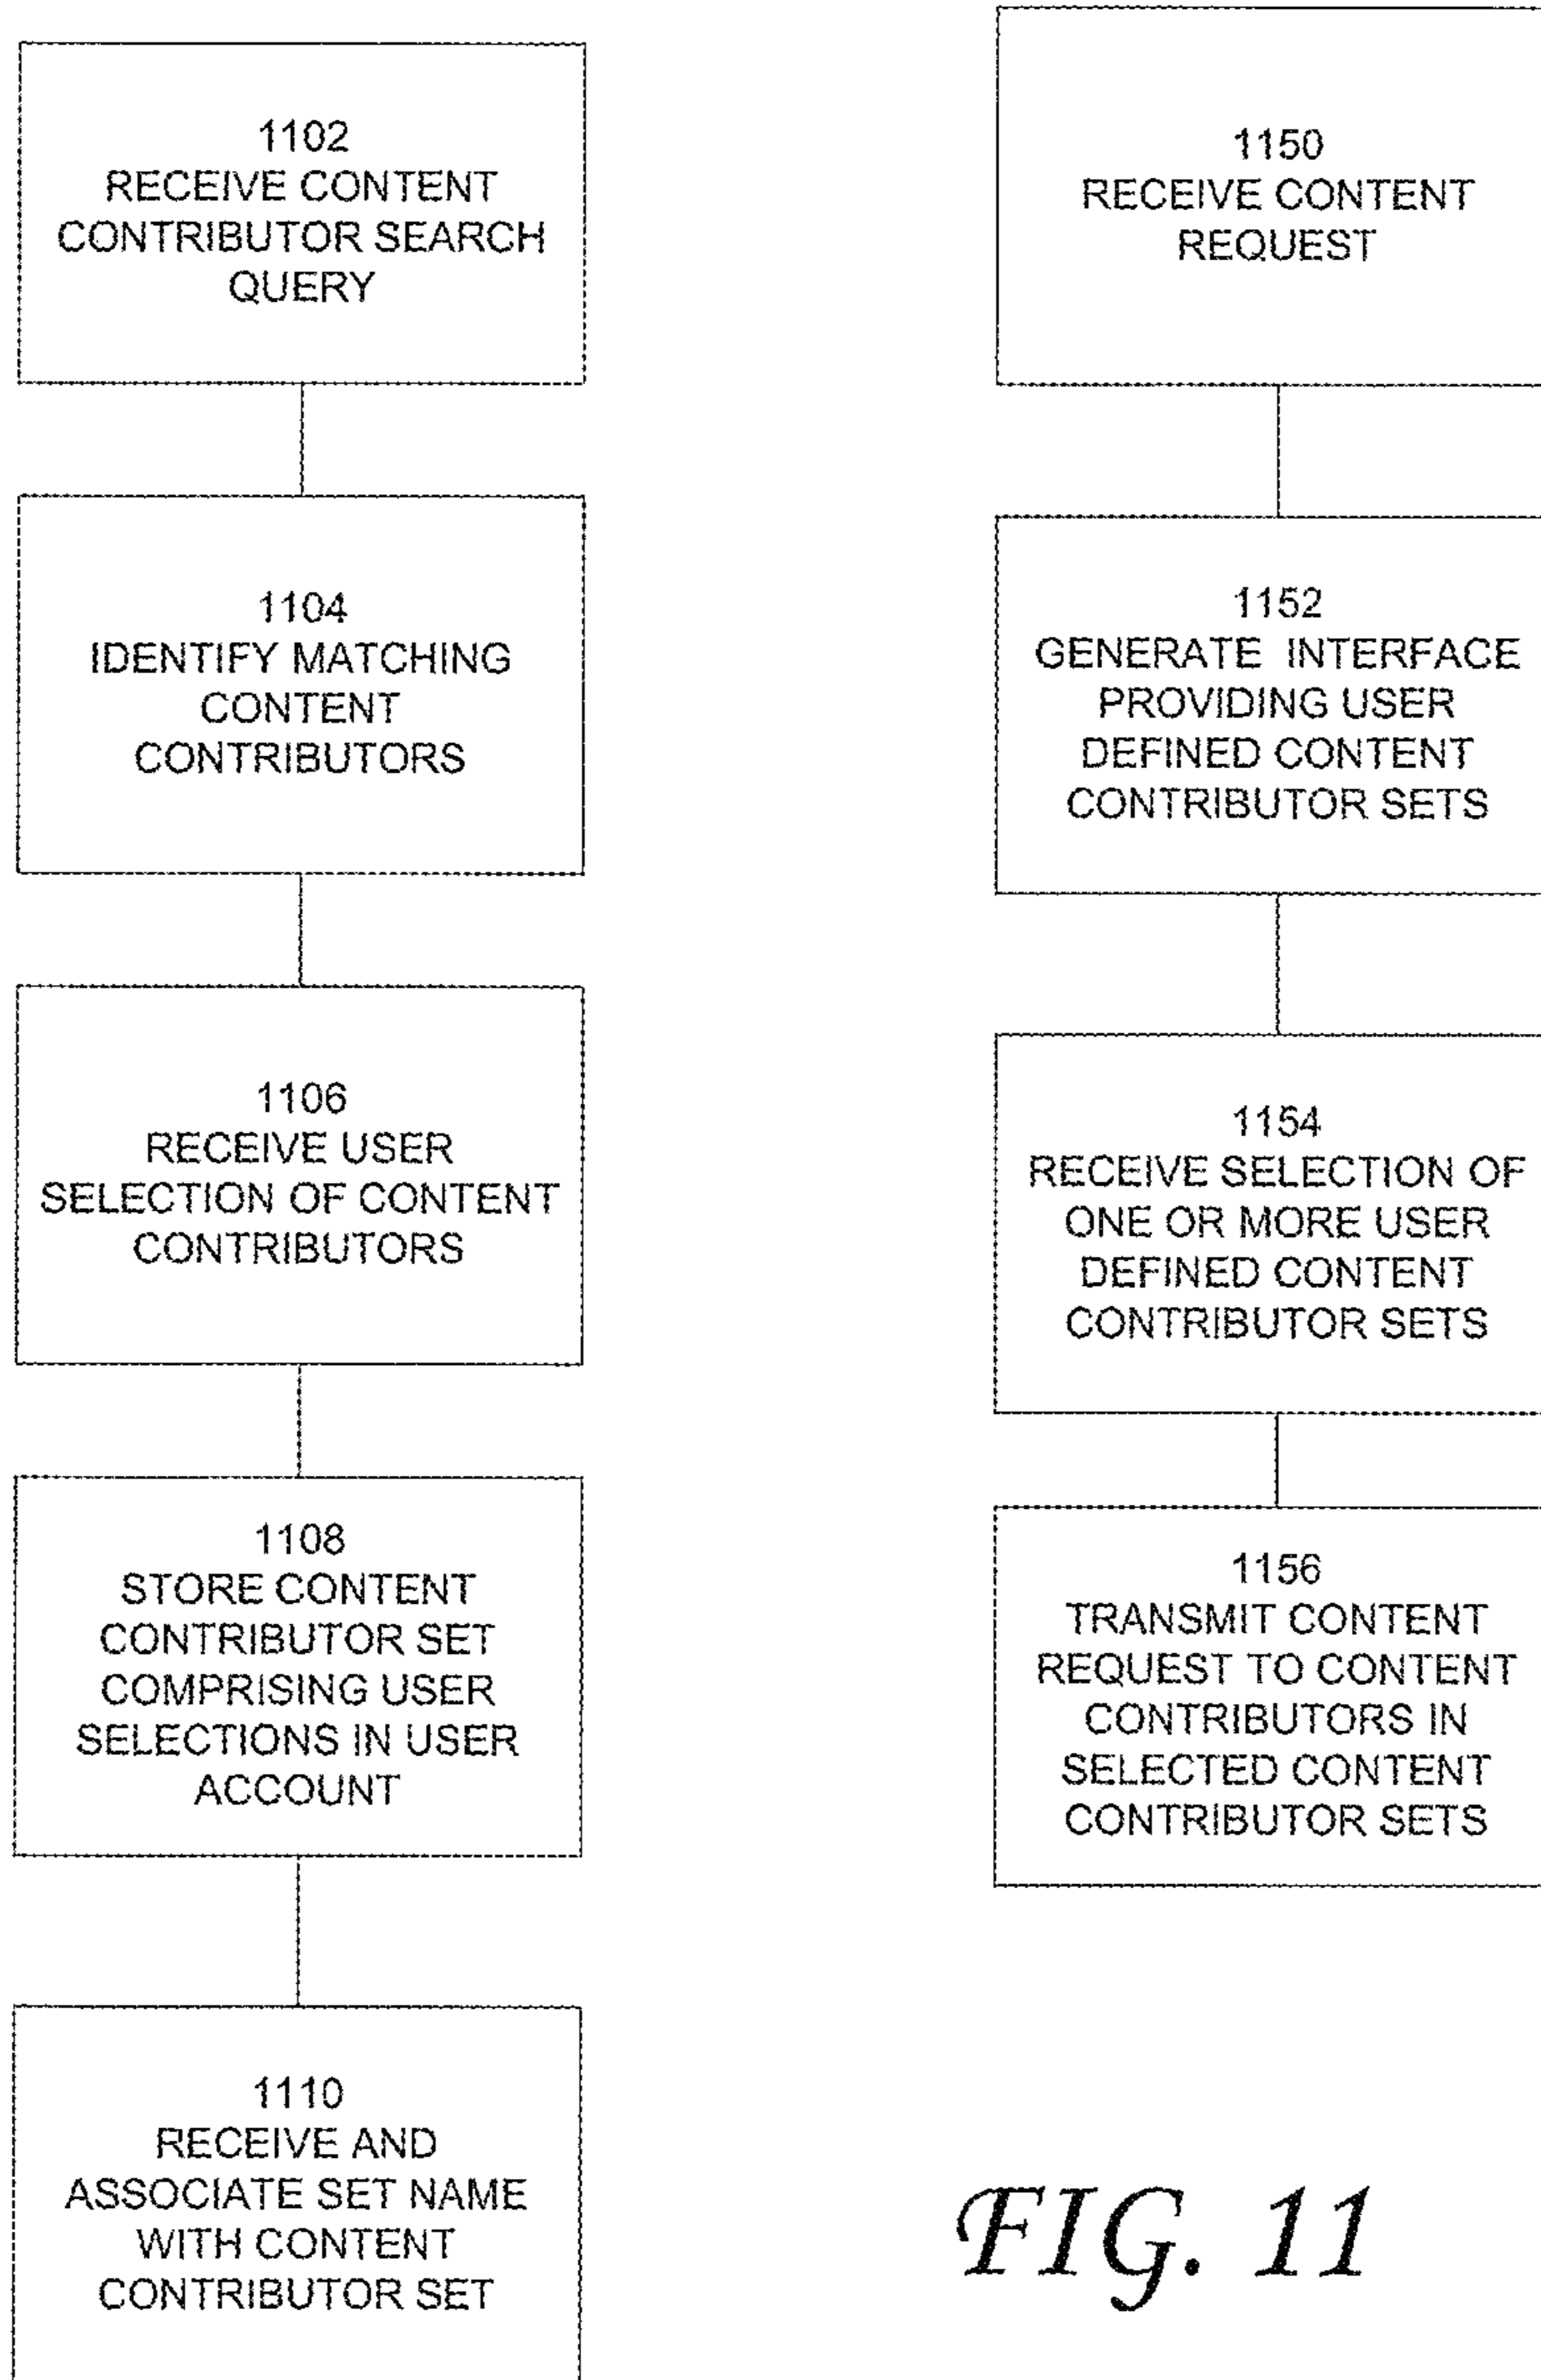 1102
RECEIVE CONTENT
CONTRIBUTOR SEARCH
QUERY
1104
IDENTIFY MATCHING
CONTENT
CONTRIBUTORS
1106
RECEIVE USER
SELECTION OF CONTENT
CONTRIBUTORS
1108
STORE CONTENT
CONTRIBUTOR SET
COMPRISING USER
SELECTIONS IN USER
ACCOUNT
1110
RECEIVE AND
ASSOCIATE SET NAME
WITH CONTENT
CONTRIBUTOR SET
1150
RECEIVE CONTENT
REQUEST
1152
GENERATE INTERFACE
PROVIDING USER
DEFINED CONTENT
CONTRIBUTOR SETS
1154
RECEIVE SELECTION OF
ONE OR MORE USER
DEFINED CONTENT
CONTRIBUTOR SETS
1156
TRANSMIT CONTENT
REQUEST TO CONTENT
CONTRIBUTORS IN
SELECTED CONTENT
CONTRIBUTOR SETS
FIG. 11